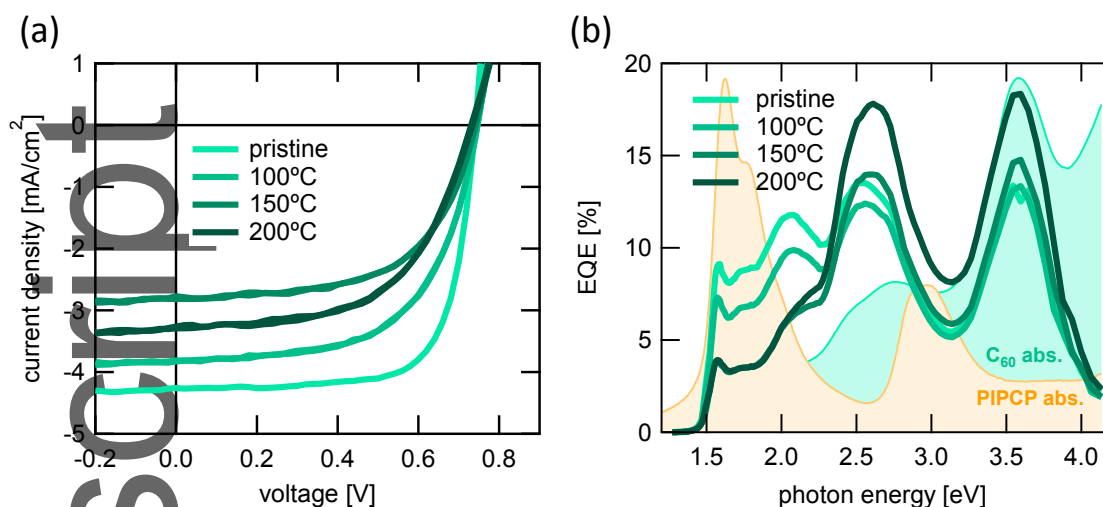 (a)
1
0
-1
-2
-3
-4
-5
current density [mA/cm²]
pristine
100ºC
150ºC
200ºC
-0.2
0.0
0.2
0.4
0.6
0.8
voltage [V]
script
(b)
20
15
10
5
0
EQE [%]
pristine
100ºC
150ºC
200ºC
C₆₀ abs.
PIPCP abs.
1.5
2.0
2.5
3.0
3.5
4.0
photon energy [eV]